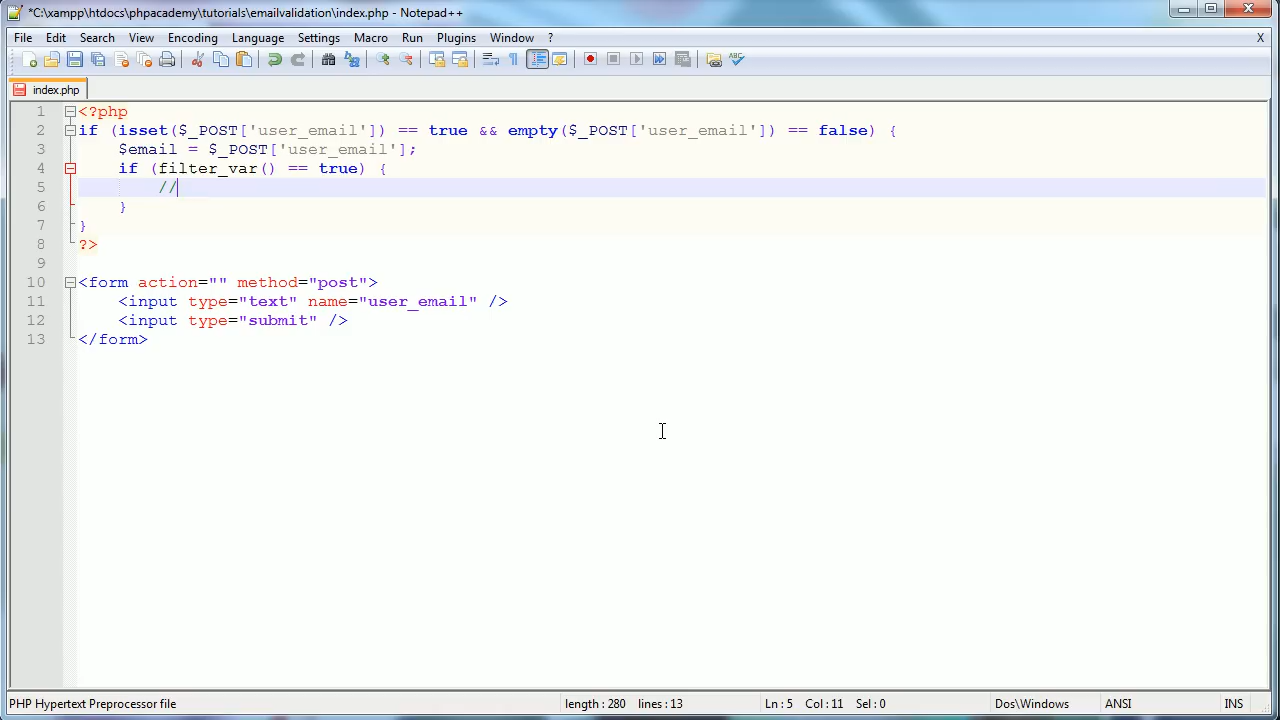 *C:\xampp\htdocs\phpacademy\tutorials\emailvalidation\index.php - Notepad++
File Edit Search View Encoding Language Settings Macro Run Plugins Window ? X
index.php
1 <?php
2 if (isset($_POST['user_email']) == true && empty($_POST['user_email']) == false) {
3 $email = $_POST['user_email'];
4 if (filter_var() == true) {
5 //
6 }
7 }
8 ?>
9
10 <form action="" method="post">
11 <input type="text" name="user_email" />
12 <input type="submit" />
13 </form>
PHP Hypertext Preprocessor file length : 280 lines : 13 Ln : 5 Col : 11 Sel : 0 Dos\Windows ANSI INS